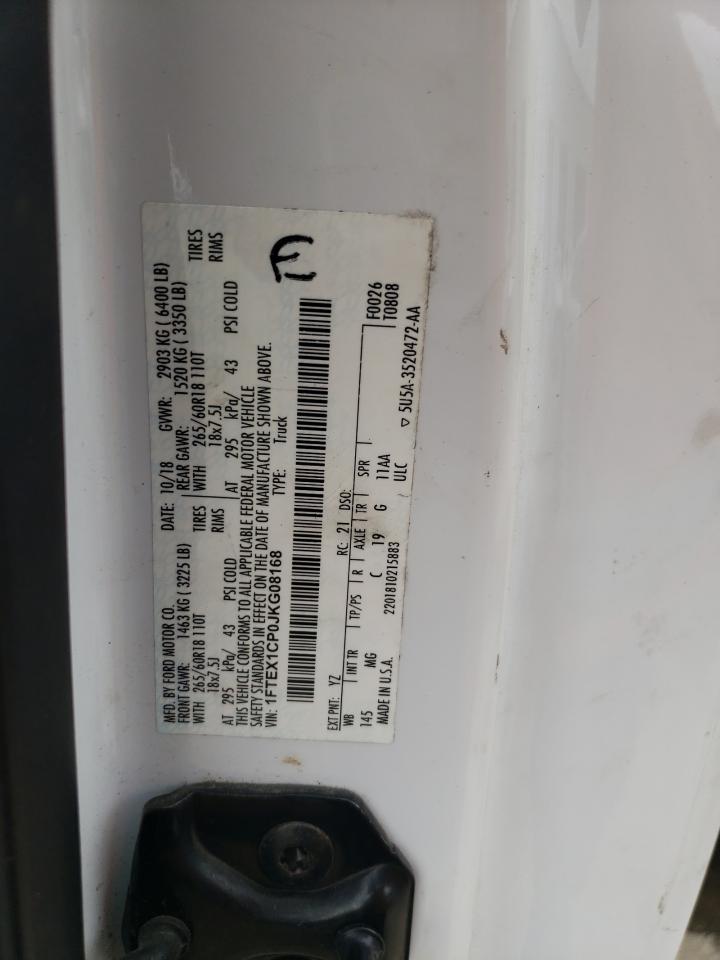 MFD. BY FORD MOTOR CO.
DATE: 10/18 GVWR: 2903 KG ( 6400 LB)
FRONT GAWR: 1463 KG ( 3225 LB) REAR GAWR: 1520 KG ( 3350 LB)
WITH 265/60R18 110T TIRES WITH 265/60R18 110T TIRES
18x7.5J RIMS 18x7.5J RIMS
AT 295 kPa/ 43 PSI COLD AT 295 kPa/ 43 PSI COLD
THIS VEHICLE CONFORMS TO ALL APPLICABLE FEDERAL MOTOR VEHICLE
SAFETY STANDARDS IN EFFECT ON THE DATE OF MANUFACTURE SHOWN ABOVE.
VIN: 1FTEX1CP0JKG08168 TYPE: Truck
EXT PNT: YZ RC: 21 DSO: F0026
WB INT TR TP/PS R AXLE TR SPR T0808
145 MG C 19 G 11AA
MADE IN U.S.A. 2201810215883 ULC
5U5A-3520472-AA